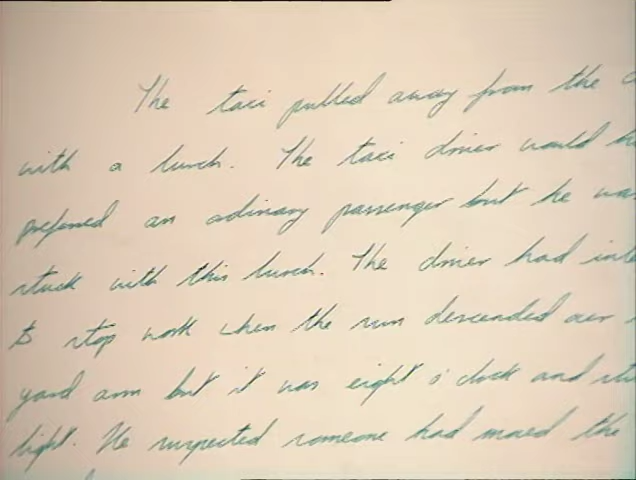 The taxi pulled away from the
with a lurch. The taxi driver would
preferred an odinary passenger but he was
stuck with this lurch. The driver had
to stop work when the sun descended over
yard arm but it was eight o'clock and
light. He suspected someone had moved the